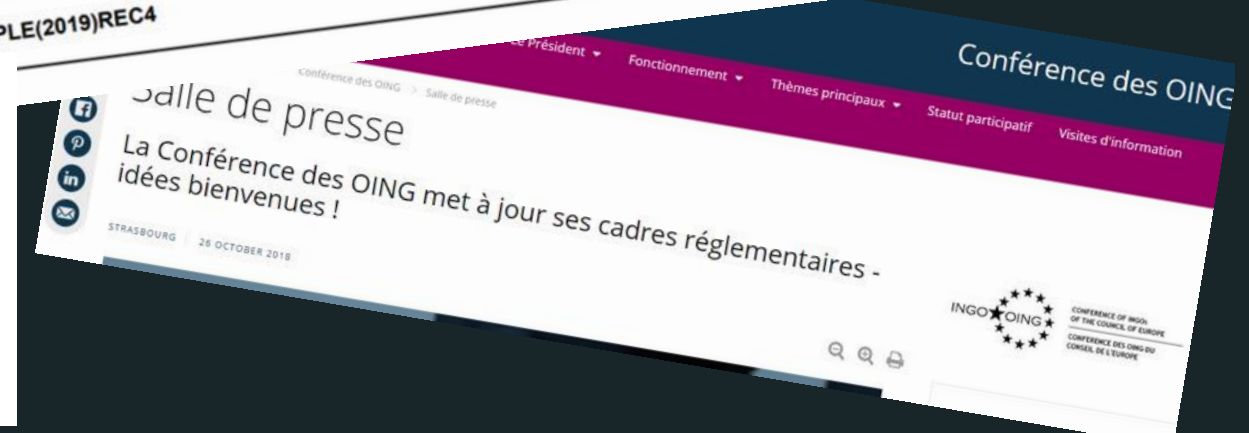 PLE(2019)REC4
Conférence des OING
Le Président
Fonctionnement
Thèmes principaux
Statut participatif
Visites d'information
Conférence des OING > Salle de presse
Salle de presse
La Conférence des OING met à jour ses cadres réglementaires -
idées bienvenues !
STRASBOURG 26 OCTOBER 2018
INGO OING
CONFERENCE OF INGOs
OF THE COUNCIL OF EUROPE
CONFERENCE DES OING DU
CONSEIL DE L'EUROPE